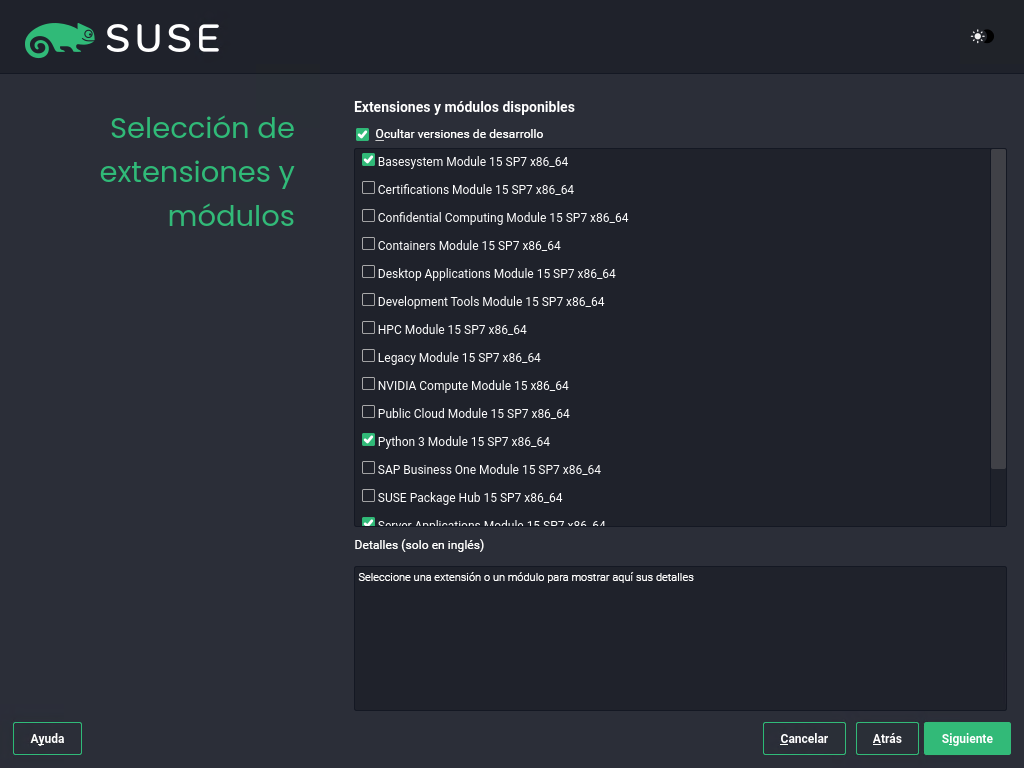 SUSE
Selección de
extensiones y
módulos
Extensiones y módulos disponibles
Ocultar versiones de desarrollo
Basesystem Module 15 SP7 x86_64
Certifications Module 15 SP7 x86_64
Confidential Computing Module 15 SP7 x86_64
Containers Module 15 SP7 x86_64
Desktop Applications Module 15 SP7 x86_64
Development Tools Module 15 SP7 x86_64
HPC Module 15 SP7 x86_64
Legacy Module 15 SP7 x86_64
NVIDIA Compute Module 15 x86_64
Public Cloud Module 15 SP7 x86_64
Python 3 Module 15 SP7 x86_64
SAP Business One Module 15 SP7 x86_64
SUSE Package Hub 15 SP7 x86_64
Server Applications Module 15 SP7 x86_64
Detalles (solo en inglés)
Seleccione una extensión o un módulo para mostrar aquí sus detalles
Ayuda
Cancelar
Atrás
Siguiente